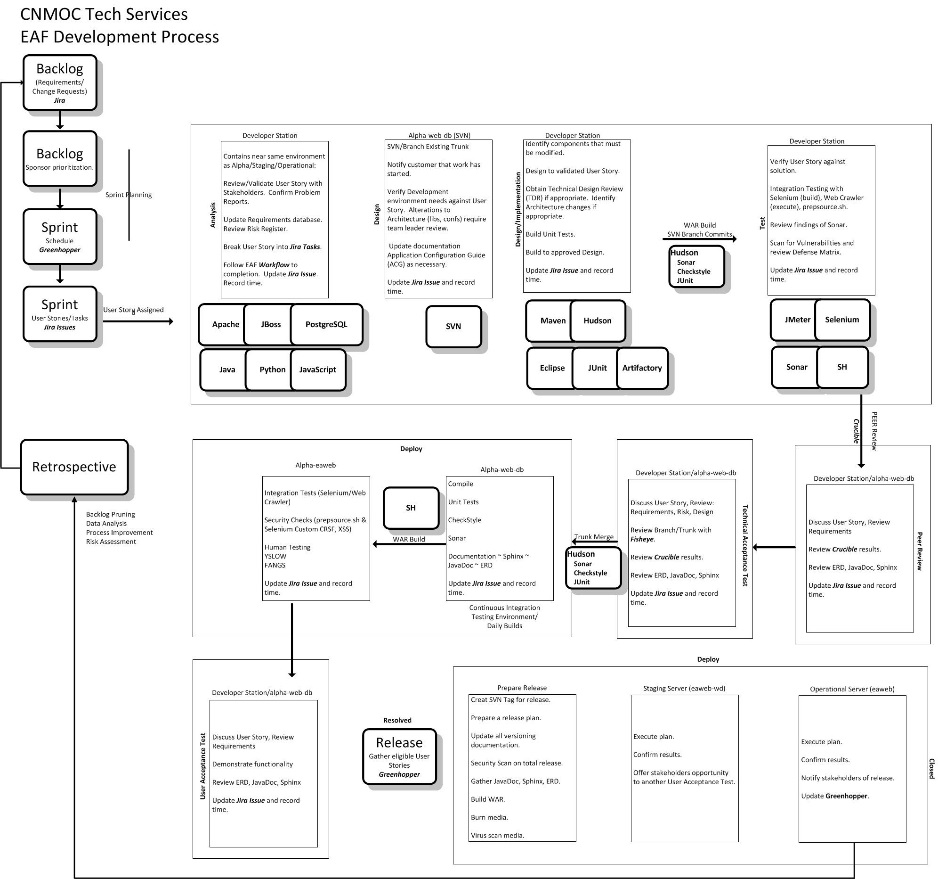 CNMOC Tech Services
EAF Development Process
Backlog
(Requirements/
Change Requests)
Jira
Backlog
Sponsor prioritization.
Sprint Planning
Sprint
Schedule
Greenhopper
Sprint
User Stories/Tasks
Jira Issues
User Story Assigned
Developer Station
Analysis
Contains near same environment
as Alpha/Staging/Operational:
Review/Validate User Story with
Stakeholders. Confirm Problem
Reports.
Update Requirements database.
Review Risk Register.
Break User Story into Jira Tasks.
Follow EAF Workflow to
completion. Update Jira Issue
Record time.
Apache
JBoss
PostgreSQL
Java
Python
JavaScript
Alpha-web-db (SVN)
Design
SVN/Branch Existing Trunk
Notify customer that work has
started.
Verify Development
environment needs against User
Story. Alterations to
Architecture (libs, confs) require
team leader review.
Update documentation
Application Configuration Guide
(ACG) as necessary.
Update Jira Issue and record
time.
SVN
Developer Station
Design/Implementation
Identify components that must
be modified.
Design to validated User Story.
Obtain Technical Design Review
(TDR) if appropriate. Identify
Architecture changes if
appropriate.
Build Unit Tests.
Build to approved Design.
Update Jira Issue and record
time.
Maven
Hudson
Eclipse
JUnit
Artifactory
WAR Build
SVN Branch Commits
Hudson
Sonar
Checkstyle
JUnit
Developer Station
Test
Verify User Story against
solution.
Integration Testing with
Selenium (build), Web Crawler
(execute), prepsource.sh.
Review findings of Sonar.
Scan for Vulnerabilities and
review Defense Matrix.
Update Jira Issue and record
time.
JMeter
Selenium
Sonar
SH
PEER Review
Crucible
Developer Station/alpha-web-db
Peer Review
Discuss User Story, Review
Requirements
Review Crucible results.
Review ERD, JavaDoc, Sphinx
Update Jira Issue and record
time.
Developer Station/alpha-web-db
Technical Acceptance Test
Discuss User Story, Review:
Requirements, Risk, Design
Review Branch/Trunk with
Fisheye.
Review Crucible results.
Review ERD, JavaDoc, Sphinx
Update Jira Issue and record
time.
Trunk Merge
Hudson
Sonar
Checkstyle
JUnit
Deploy
Alpha-web-db
Compile
Unit Tests
CheckStyle
Sonar
Documentation ~ Sphinx ~
JavaDoc ~ ERD
Update Jira Issue and record
time.
Continuous Integration
Testing Environment/
Daily Builds
SH
WAR Build
Alpha-eaweb
Integration Tests (Selenium/Web
Crawler)
Security Checks (prepsource.sh &
Selenium Custom CRSF, XSS)
Human Testing
YSLOW
FANGS
Update Jira Issue and record
time.
Retrospective
Backlog Pruning
Data Analysis
Process Improvement
Risk Assessment
Developer Station/alpha-web-db
User Acceptance Test
Discuss User Story, Review
Requirements
Demonstrate functionality
Review ERD, JavaDoc, Sphinx
Update Jira Issue and record
time.
Resolved
Release
Gather eligible User
Stories
Greenhopper
Deploy
Closed
Prepare Release
Creat SVN Tag for release.
Prepare a release plan.
Update all versioning
documentation.
Security Scan on total release.
Gather JavaDoc, Sphinx, ERD.
Build WAR.
Burn media.
Virus scan media.
Staging Server (eaweb-wd)
Execute plan.
Confirm results.
Offer stakeholders opportunity
to another User Acceptance Test.
Operational Server (eaweb)
Execute plan.
Confirm results.
Notify stakeholders of release.
Update Greenhopper.